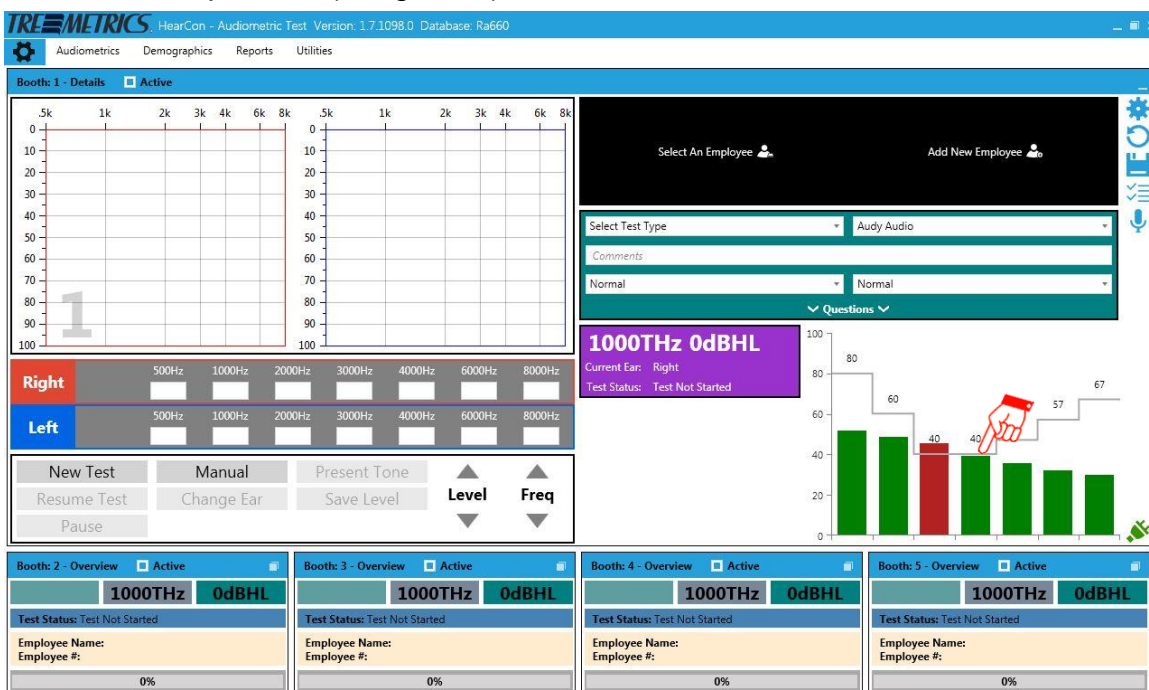 TREMETRICS. HearCon - Audiometric Test Version: 1.7.1098.0 Database: Ra660
Audiometrics Demographics Reports Utilities
Booth: 1 - Details Active
.5k 1k 2k 3k 4k 6k 8k .5k 1k 2k 3k 4k 6k 8k
0 0
10 10
20 20
30 30
40 40
50 50
60 60
70 70
80 80
90 90
100 100
1
Select An Employee Add New Employee
Select Test Type Audy Audio
Comments
Normal Normal
Questions
1000THz 0dBHL
Current Ear: Right
Test Status: Test Not Started
100
80
60
40
20
0
80 60 40 40 57 67
Right 500Hz 1000Hz 2000Hz 3000Hz 4000Hz 6000Hz 8000Hz
Left 500Hz 1000Hz 2000Hz 3000Hz 4000Hz 6000Hz 8000Hz
New Test Manual Present Tone
Resume Test Change Ear Save Level Level Freq
Pause
Booth: 2 - Overview Active Booth: 3 - Overview Active Booth: 4 - Overview Active Booth: 5 - Overview Active
1000THz 0dBHL 1000THz 0dBHL 1000THz 0dBHL 1000THz 0dBHL
Test Status: Test Not Started Test Status: Test Not Started Test Status: Test Not Started Test Status: Test Not Started
Employee Name: Employee Name: Employee Name: Employee Name:
Employee #: Employee #: Employee #: Employee #:
0% 0% 0% 0%